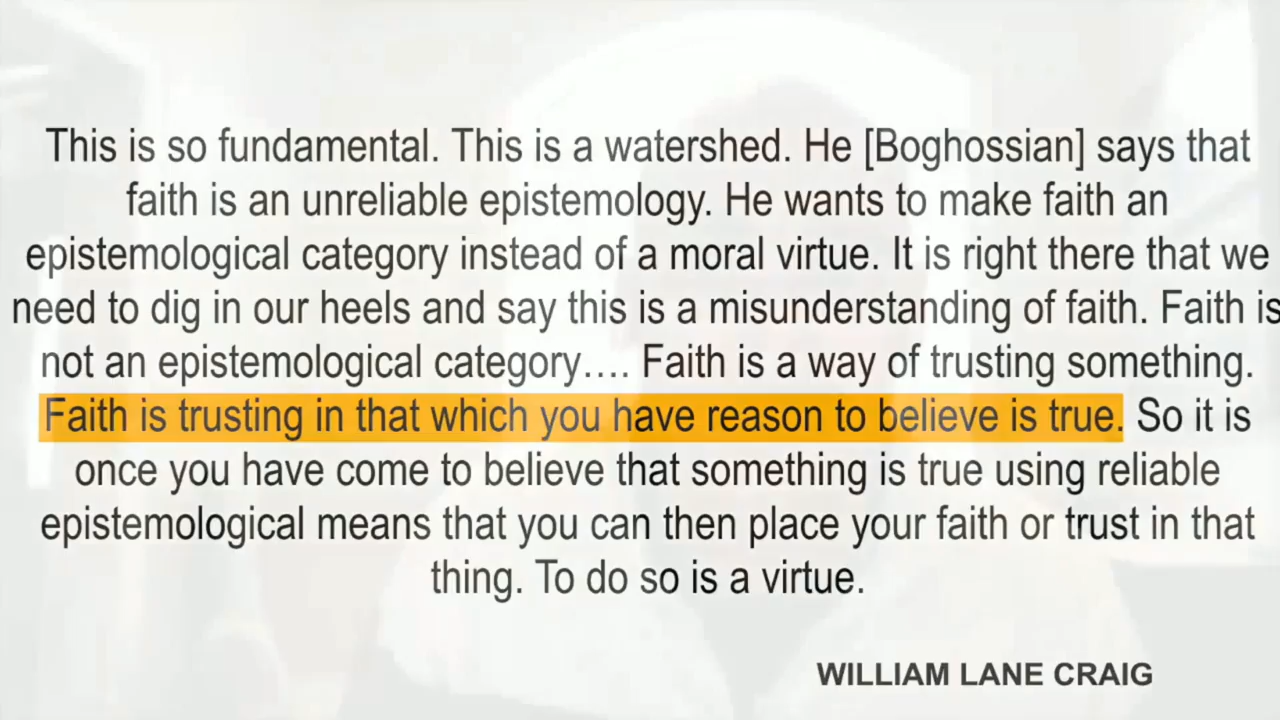 This is so fundamental. This is a watershed. He [Boghossian] says that
faith is an unreliable epistemology. He wants to make faith an
epistemological category instead of a moral virtue. It is right there that we
need to dig in our heels and say this is a misunderstanding of faith. Faith is
not an epistemological category.... Faith is a way of trusting something.
Faith is trusting in that which you have reason to believe is true. So it is
once you have come to believe that something is true using reliable
epistemological means that you can then place your faith or trust in that
thing. To do so is a virtue.
WILLIAM LANE CRAIG